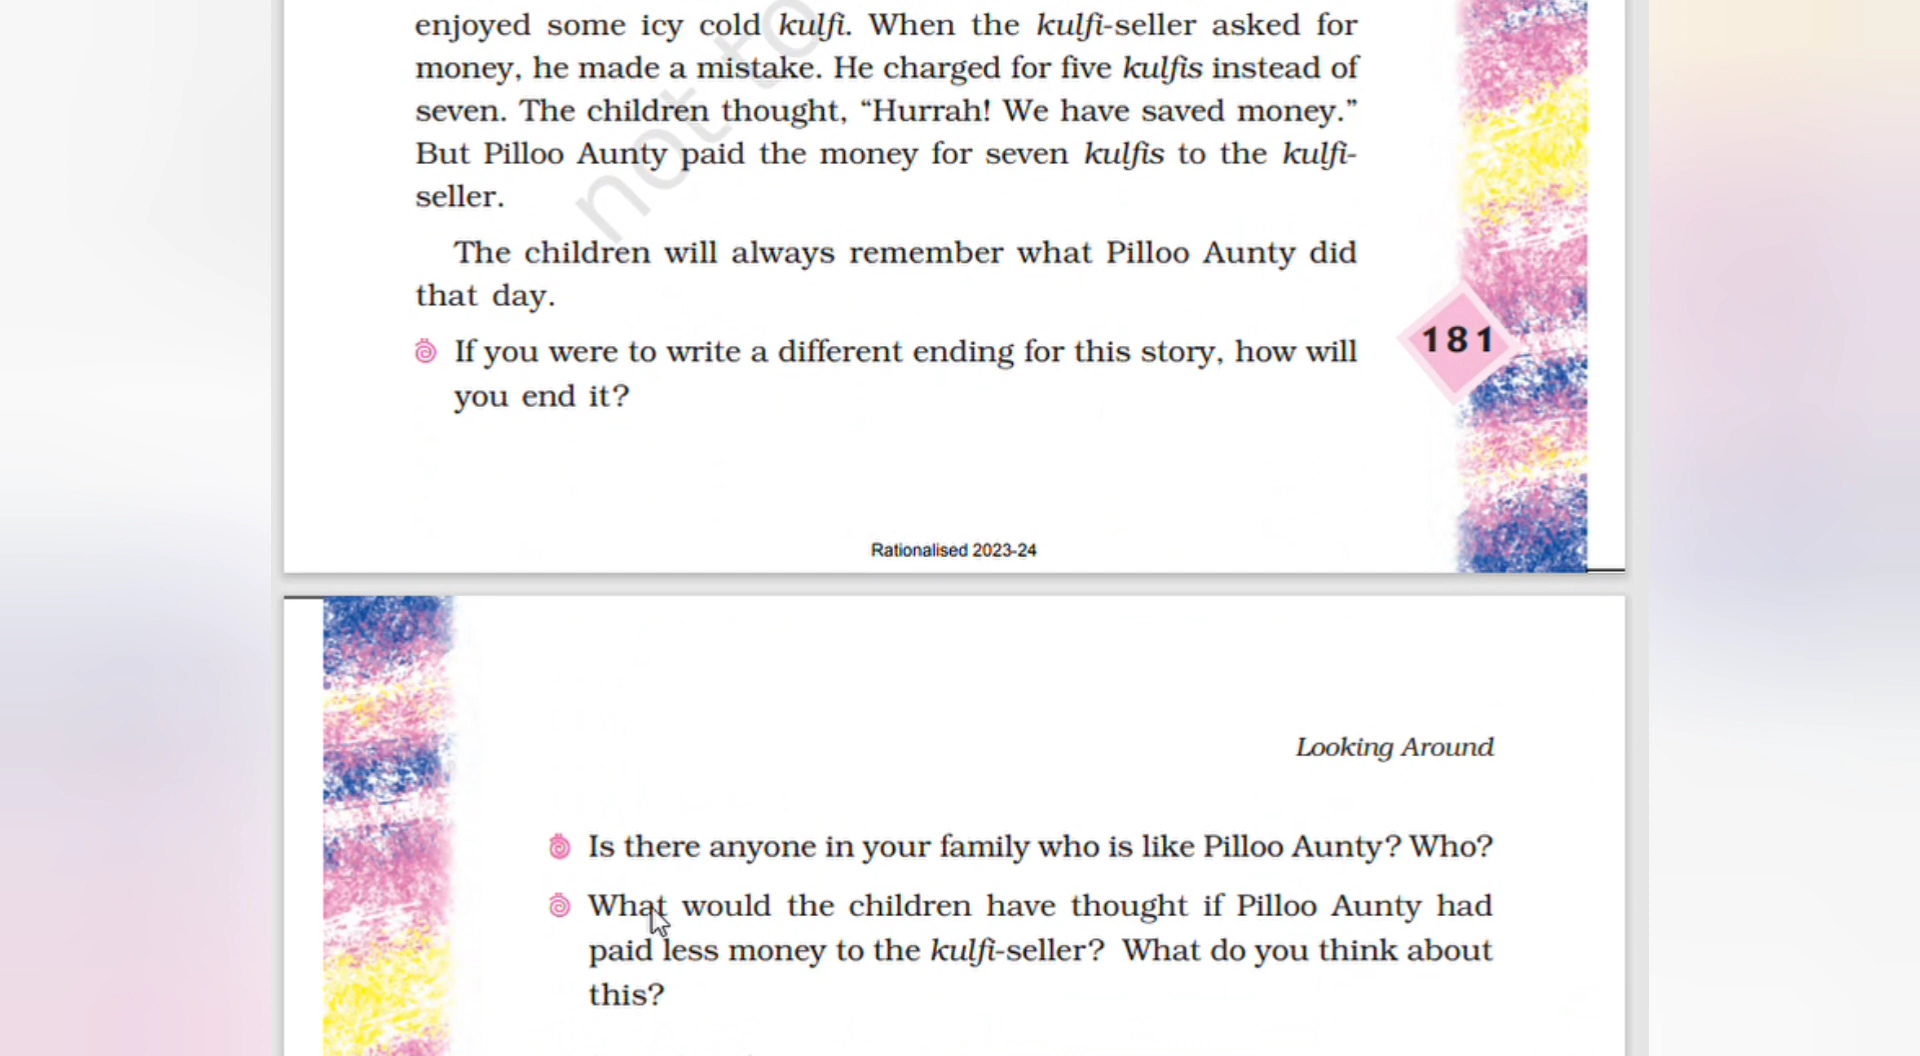 enjoyed some icy cold kulfi. When the kulfi-seller asked for
money, he made a mistake. He charged for five kulfis instead of
seven. The children thought, “Hurrah! We have saved money.”
But Pilloo Aunty paid the money for seven kulfis to the kulfi-
seller.
not to
The children will always remember what Pilloo Aunty did
that day.
181
If you were to write a different ending for this story, how will
you end it?
Rationalised 2023-24
Looking Around
Is there anyone in your family who is like Pilloo Aunty? Who?
What would the children have thought if Pilloo Aunty had
paid less money to the kulfi-seller? What do you think about
this?